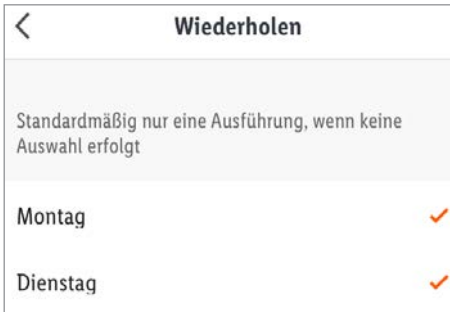 Wiederholen
Standardmäßig nur eine Ausführung, wenn keine
Auswahl erfolgt
Montag
Dienstag